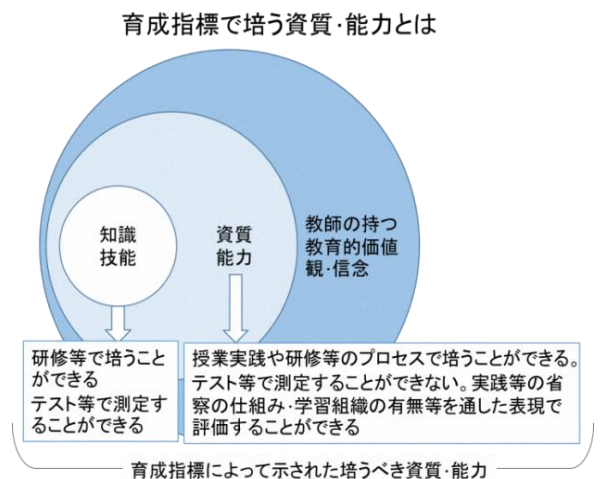 育成指標で培う資質・能力とは
知識
技能
資質
能力
教師の持つ
教育的価値
観・信念
研修等で培うこと
ができる
テスト等で測定す
ることができる
授業実践や研修等のプロセスで培うことができる。
テスト等で測定することができない。実践等の省
察の仕組み・学習組織の有無等を通した表現で
評価することができる
育成指標によって示された培うべき資質・能力